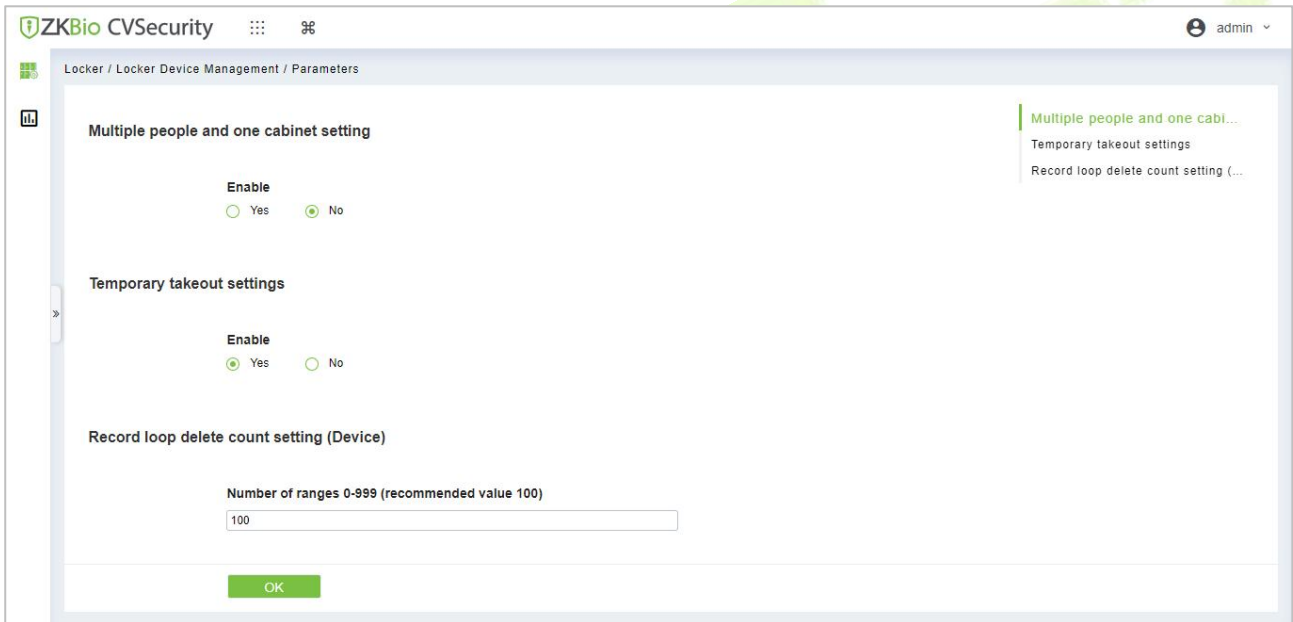 ZKBio CVSecurity
admin
Locker / Locker Device Management / Parameters
Multiple people and one cabinet setting
Enable
Yes No
Temporary takeout settings
Enable
Yes No
Record loop delete count setting (Device)
Number of ranges 0-999 (recommended value 100)
100
OK
Multiple people and one cabi...
Temporary takeout settings
Record loop delete count setting (...